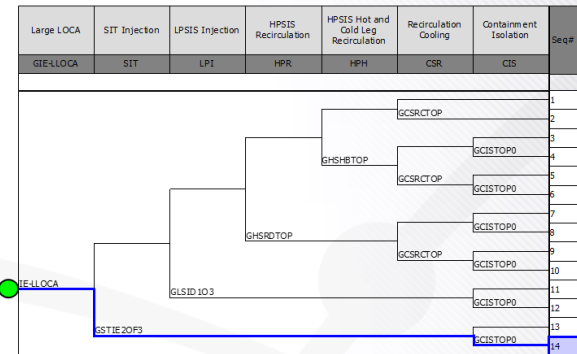 Large LOCA
SIT Injection
LPSIS Injection
HPSIS
Recirculation
HPSIS Hot and
Cold Leg
Recirculation
Recirculation
Cooling
Containment
Isolation
Seq#
GIE-LLOCA
SIT
LPI
HPR
HPH
CSR
CIS
1
GCSRCTOP
2
3
GCISTOP0
4
GHSHBTOP
5
GCSRCTOP
GCISTOP0
6
7
GCISTOP0
8
GHSRDTOP
9
GCSRCTOP
GCISTOP0
10
IE-LLOCA
GLSID1O3
11
GCISTOP0
12
13
GSTIE2OF3
GCISTOP0
14